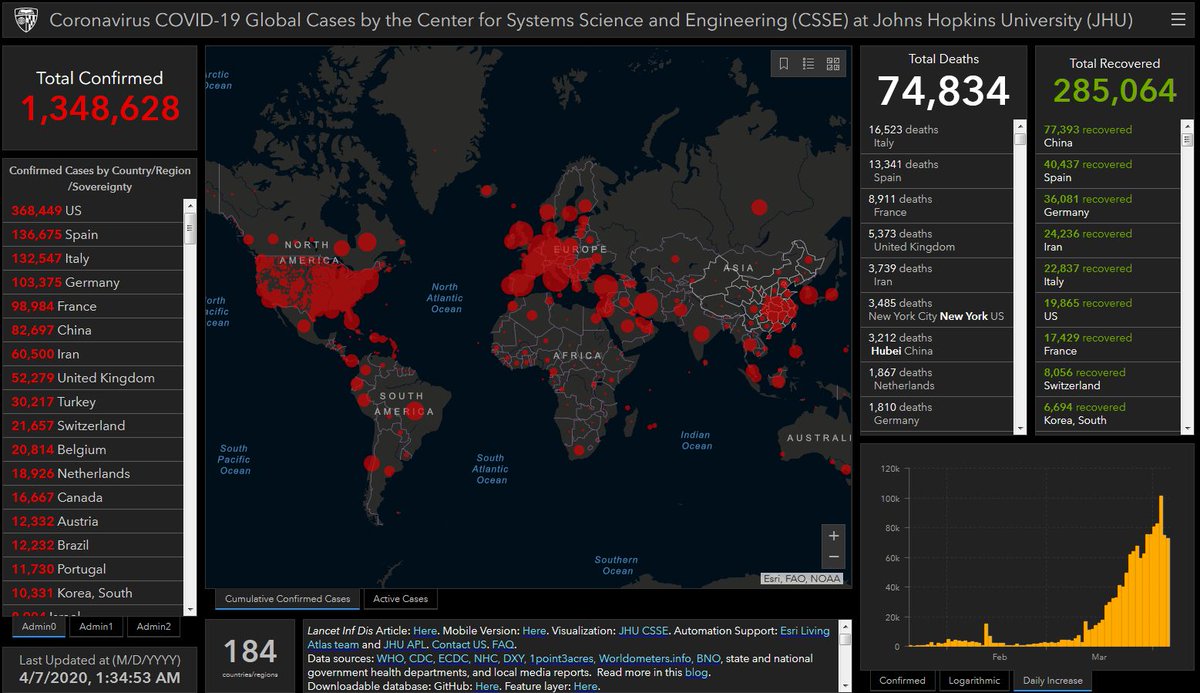 Coronavirus COVID-19 Global Cases by the Center for Systems Science and Engineering (CSSE) at Johns Hopkins University (JHU)
Total Confirmed
1,348,628
Confirmed Cases by Country/Region
/Sovereignty
368,449 US
136,675 Spain
132,547 Italy
103,375 Germany
98,984 France
82,697 China
60,500 Iran
52,279 United Kingdom
30,217 Turkey
21,657 Switzerland
20,814 Belgium
18,926 Netherlands
16,667 Canada
12,332 Austria
12,232 Brazil
11,730 Portugal
10,331 Korea, South
Admin0
Admin1
Admin2
Last Updated at (M/D/YYYY)
4/7/2020, 1:34:53 AM
Arctic
Ocean
NORTH
AMERICA
EUROPE
ASIA
North
Atlantic
Ocean
North
Pacific
Ocean
AFRICA
SOUTH
AMERICA
AUSTRALI
Indian
Ocean
South
Pacific
Ocean
South
Atlantic
Ocean
Southern
Ocean
+
−
Esri, FAO, NOAA
Cumulative Confirmed Cases
Active Cases
184
countries/regions
Lancet Inf Dis Article: Here. Mobile Version: Here. Visualization: JHU CSSE. Automation Support: Esri Living
Atlas team and JHU APL. Contact US. FAQ.
Data sources: WHO, CDC, ECDC, NHC, DXY, 1point3acres, Worldometers.info, BNO, state and national
government health departments, and local media reports. Read more in this blog.
Downloadable database: GitHub: Here. Feature layer: Here.
Total Deaths
74,834
16,523 deaths
Italy
13,341 deaths
Spain
8,911 deaths
France
5,373 deaths
United Kingdom
3,739 deaths
Iran
3,485 deaths
New York City New York US
3,212 deaths
Hubei China
1,867 deaths
Netherlands
1,810 deaths
Germany
Total Recovered
285,064
77,393 recovered
China
40,437 recovered
Spain
36,081 recovered
Germany
24,236 recovered
Iran
22,837 recovered
Italy
19,865 recovered
US
17,429 recovered
France
8,056 recovered
Switzerland
6,694 recovered
Korea, South
120k
100k
80k
60k
40k
20k
0
Feb
Mar
Confirmed
Logarithmic
Daily Increase